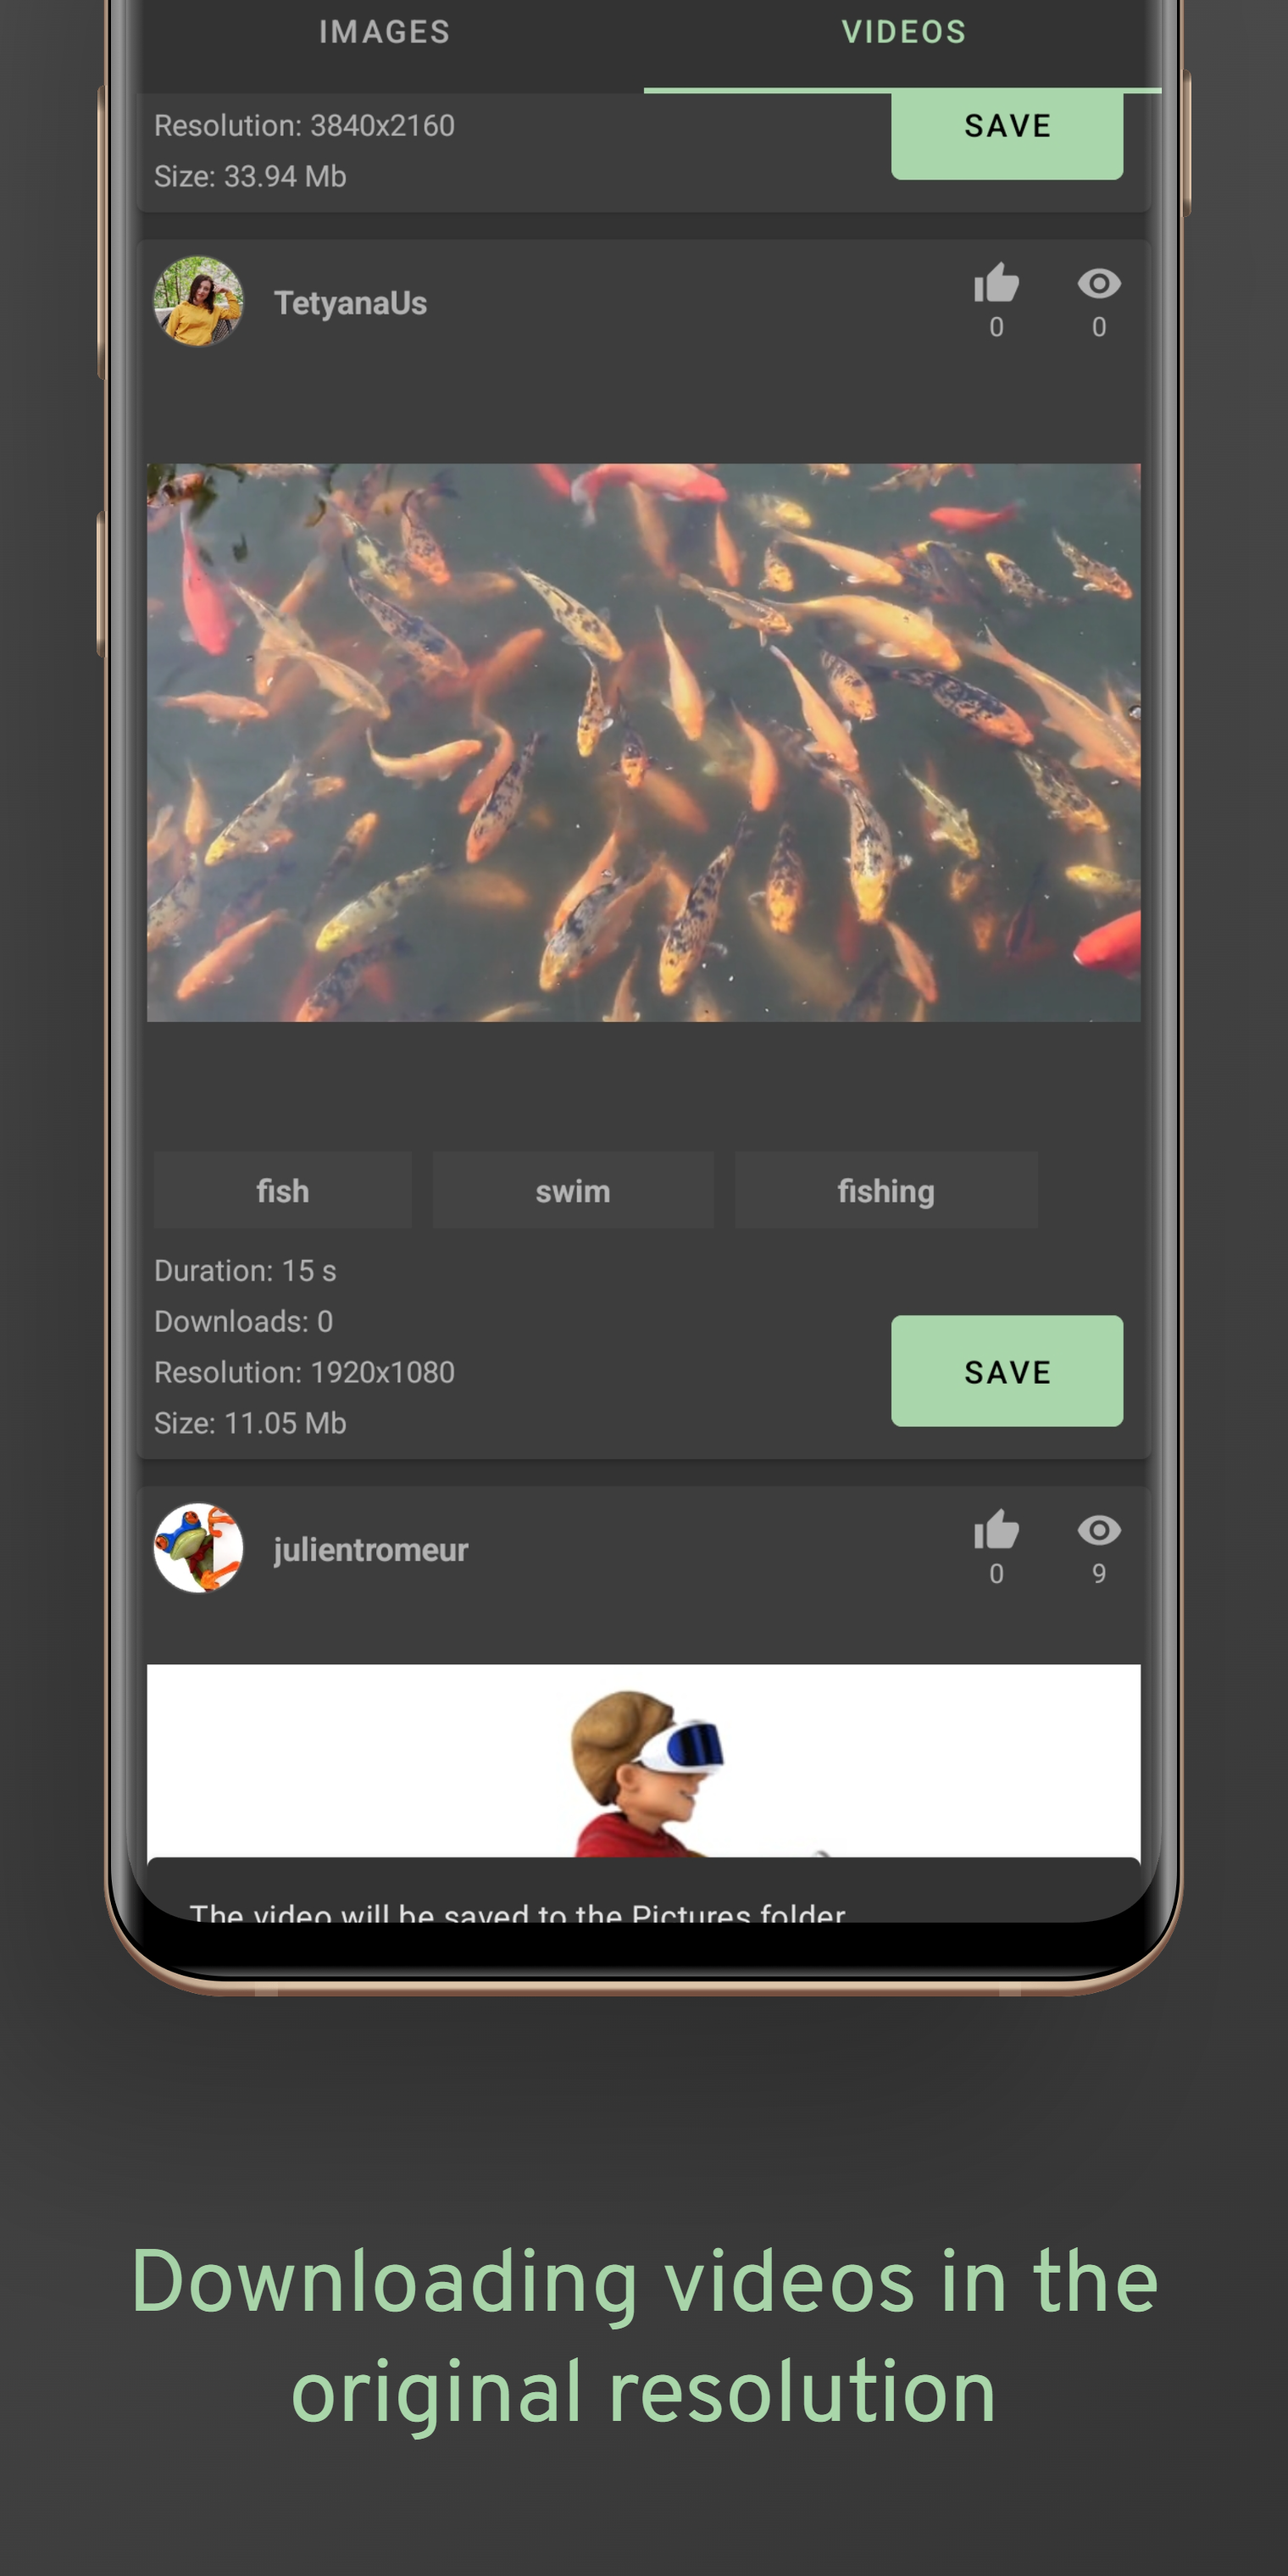 IMAGES VIDEOS
Resolution: 3840x2160
SAVE
Size: 33.94 Mb
TetyanaUs
0 0
fish swim fishing
Duration: 15 s
Downloads: 0
Resolution: 1920x1080
SAVE
Size: 11.05 Mb
julientromeur
0 9
The video will be saved to the Pictures folder
Downloading videos in the
original resolution